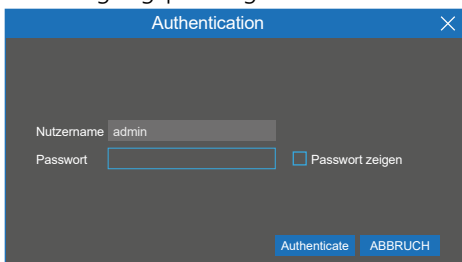 Authentication
Nutzername admin
Passwort
Passwort zeigen
Authenticate ABBRUCH